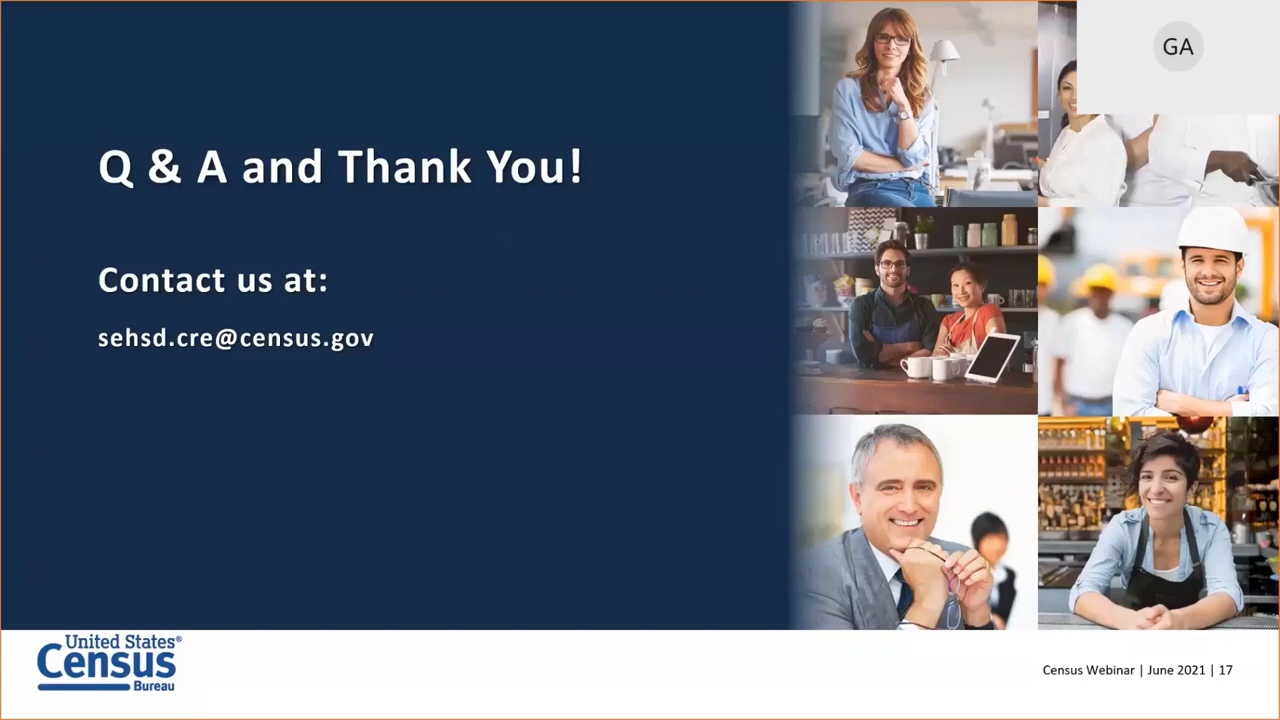 GA
Q & A and Thank You!
Contact us at:
sehsd.cre@census.gov
United States®
Census
Bureau
Census Webinar | June 2021 | 17